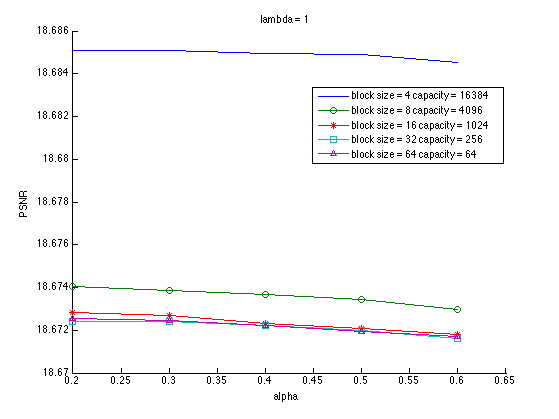 lambda = 1
18.686
18.684
18.682
18.68
18.678
18.676
18.674
18.672
18.67
PSNR
block size = 4 capacity = 16384
block size = 8 capacity = 4096
block size = 16 capacity = 1024
block size = 32 capacity = 256
block size = 64 capacity = 64
0.2 0.25 0.3 0.35 0.4 0.45 0.5 0.55 0.6 0.65
alpha